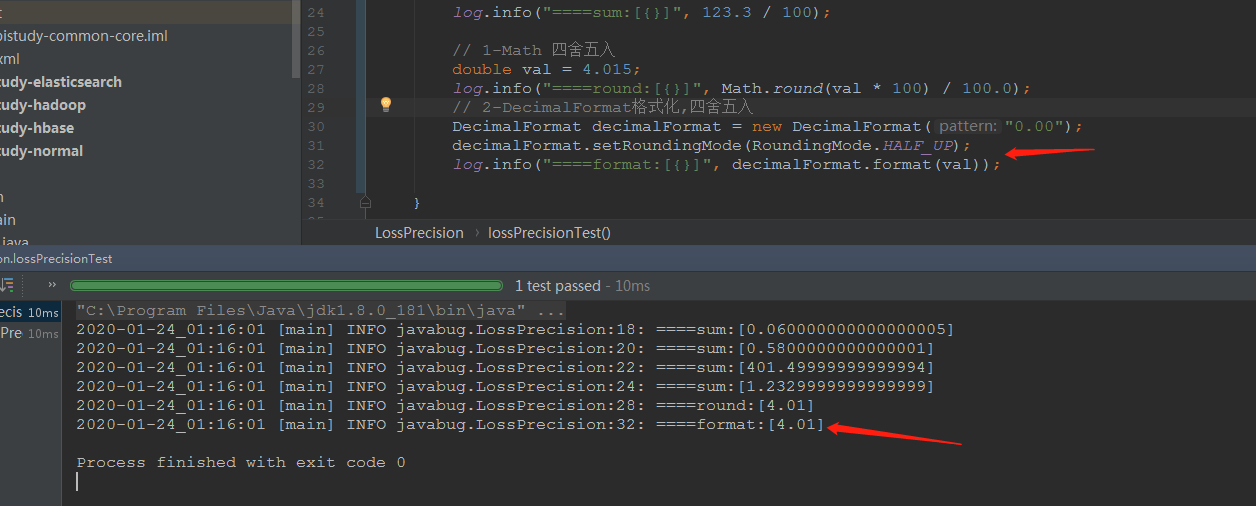 t
24 log.info("====sum:[{}]", 123.3 / 100);
oistudy-common-core.iml
25
xml
26 // 1-Math 四舍五入
27 double val = 4.015;
tudy-elasticsearch
28 log.info("====round:[{}]", Math.round(val * 100) / 100.0);
tudy-hadoop
29 // 2-DecimalFormat格式化,四舍五入
tudy-hbase
30 DecimalFormat decimalFormat = new DecimalFormat( pattern: "0.00");
tudy-normal
31 decimalFormat.setRoundingMode(RoundingMode.HALF_UP);
32 log.info("====format:[{}]", decimalFormat.format(val));
33
n
34 }
ain
java
LossPrecision › lossPrecisionTest()
on.lossPrecisionTest
» 1 test passed - 10ms
ecis 10ms
"C:\Program Files\Java\jdk1.8.0_181\bin\java" ...
Pre 10ms
2020-01-24_01:16:01 [main] INFO javabug.LossPrecision:18: ====sum:[0.060000000000000005]
2020-01-24_01:16:01 [main] INFO javabug.LossPrecision:20: ====sum:[0.5800000000000001]
2020-01-24_01:16:01 [main] INFO javabug.LossPrecision:22: ====sum:[401.49999999999994]
2020-01-24_01:16:01 [main] INFO javabug.LossPrecision:24: ====sum:[1.2329999999999999]
2020-01-24_01:16:01 [main] INFO javabug.LossPrecision:28: ====round:[4.01]
2020-01-24_01:16:01 [main] INFO javabug.LossPrecision:32: ====format:[4.01]
Process finished with exit code 0